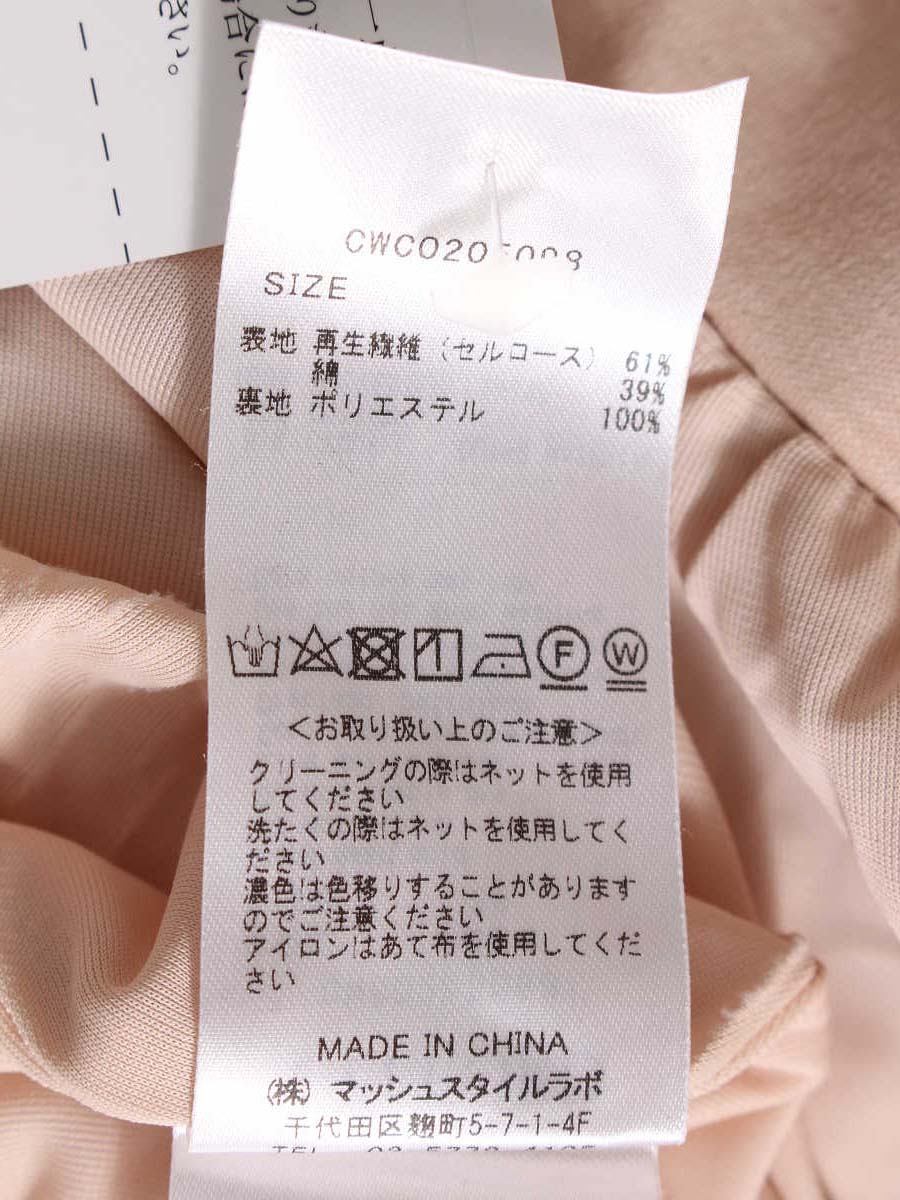 い。
SIZE
表地 再生繊維（セルロース） 61%
綿 39%
裏地 ポリエステル 100%
F
W
＜お取り扱い上のご注意＞
クリーニングの際はネットを使用
してください
洗たくの際はネットを使用してく
ださい
濃色は色移りすることがあります
のでご注意ください
アイロンはあて布を使用してくだ
さい
MADE IN CHINA
(株) マッシュスタイルラボ
千代田区麹町5-7-1-4F